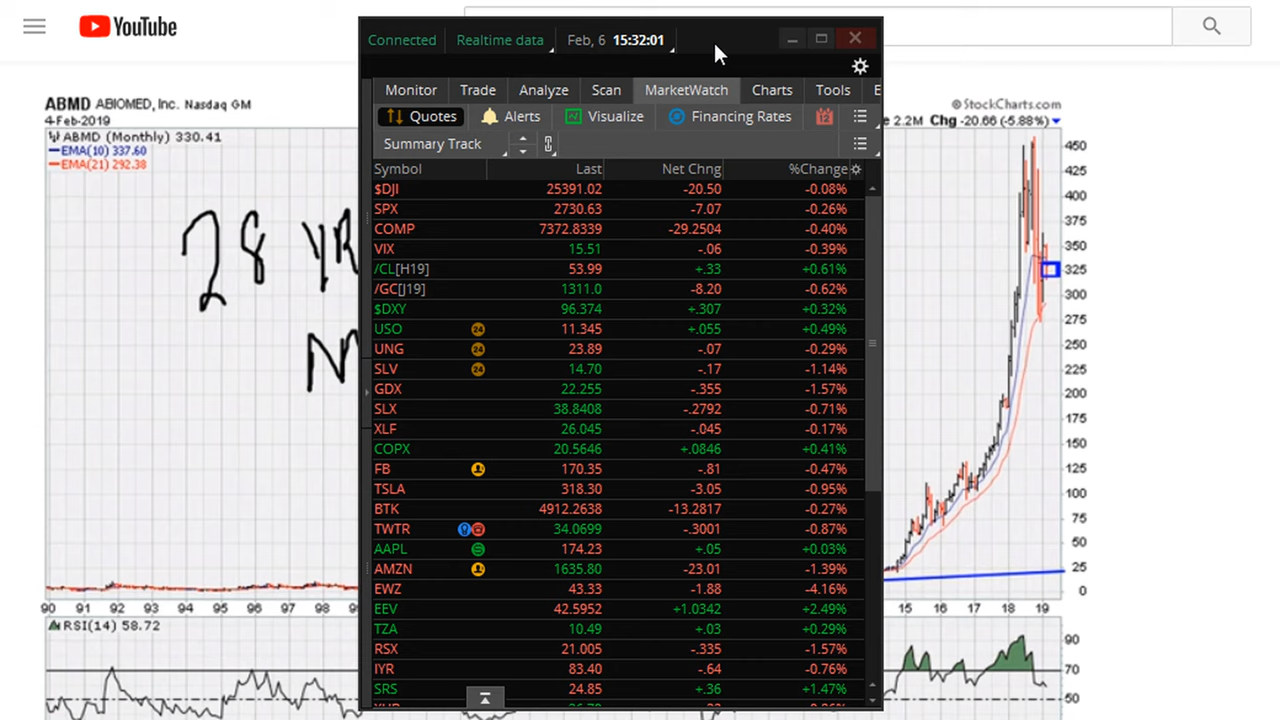 YouTube
Connected Realtime data Feb, 6 15:32:01
Monitor Trade Analyze Scan MarketWatch Charts Tools E
Quotes Alerts Visualize Financing Rates 12
Summary Track
Symbol Last Net Chng %Change
$DJI 25391.02 -20.50 -0.08%
SPX 2730.63 -7.07 -0.26%
COMP 7372.8339 -29.2504 -0.40%
VIX 15.51 -.06 -0.39%
/CL[H19] 53.99 +.33 +0.61%
/GC[J19] 1311.0 -8.20 -0.62%
$DXY 96.374 +.307 +0.32%
USO 24 11.345 +.055 +0.49%
UNG 24 23.89 -.07 -0.29%
SLV 24 14.70 -.17 -1.14%
GDX 22.255 -.355 -1.57%
SLX 38.8408 -.2792 -0.71%
XLF 26.045 -.045 -0.17%
COPX 20.5646 +.0846 +0.41%
FB 170.35 -.81 -0.47%
TSLA 318.30 -3.05 -0.95%
BTK 4912.2638 -13.2817 -0.27%
TWTR 34.0699 -.3001 -0.87%
AAPL 174.23 +.05 +0.03%
AMZN 1635.80 -23.01 -1.39%
EWZ 43.33 -1.88 -4.16%
EEV 42.5952 +1.0342 +2.49%
TZA 10.49 +.03 +0.29%
RSX 21.005 -.335 -1.57%
IYR 83.40 -.64 -0.76%
SRS 24.85 +.36 +1.47%
ABMD ABIOMED, Inc. Nasdaq GM
© StockCharts.com
4-Feb-2019
2.2M Chg -20.66 (-5.88%)
ABMD (Monthly) 330.41
EMA(10) 337.60
EMA(21) 292.38
28 YR
450
425
400
375
350
325
300
275
250
225
200
175
150
125
100
75
50
25
0
90 91 92 93 94 95 96 97 98 15 16 17 18 19
RSI(14) 58.72
90
70
50